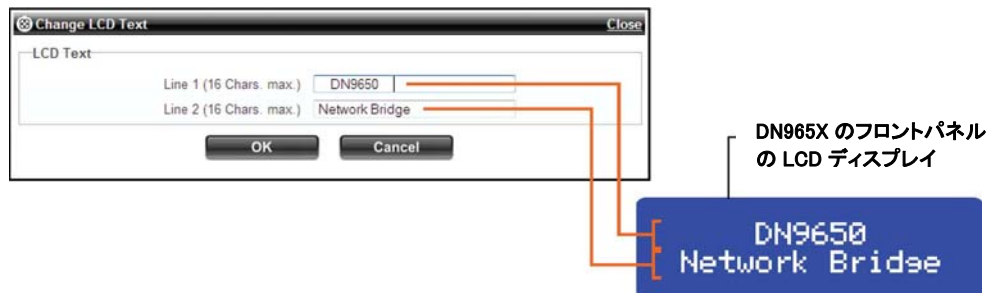 Change LCD Text Close
LCD Text
Line 1 (16 Chars. max.) DN9650
Line 2 (16 Chars. max.) Network Bridge
OK Cancel
DN965X のフロントパネル
の LCD ディスプレイ
DN9650
Network Bridge